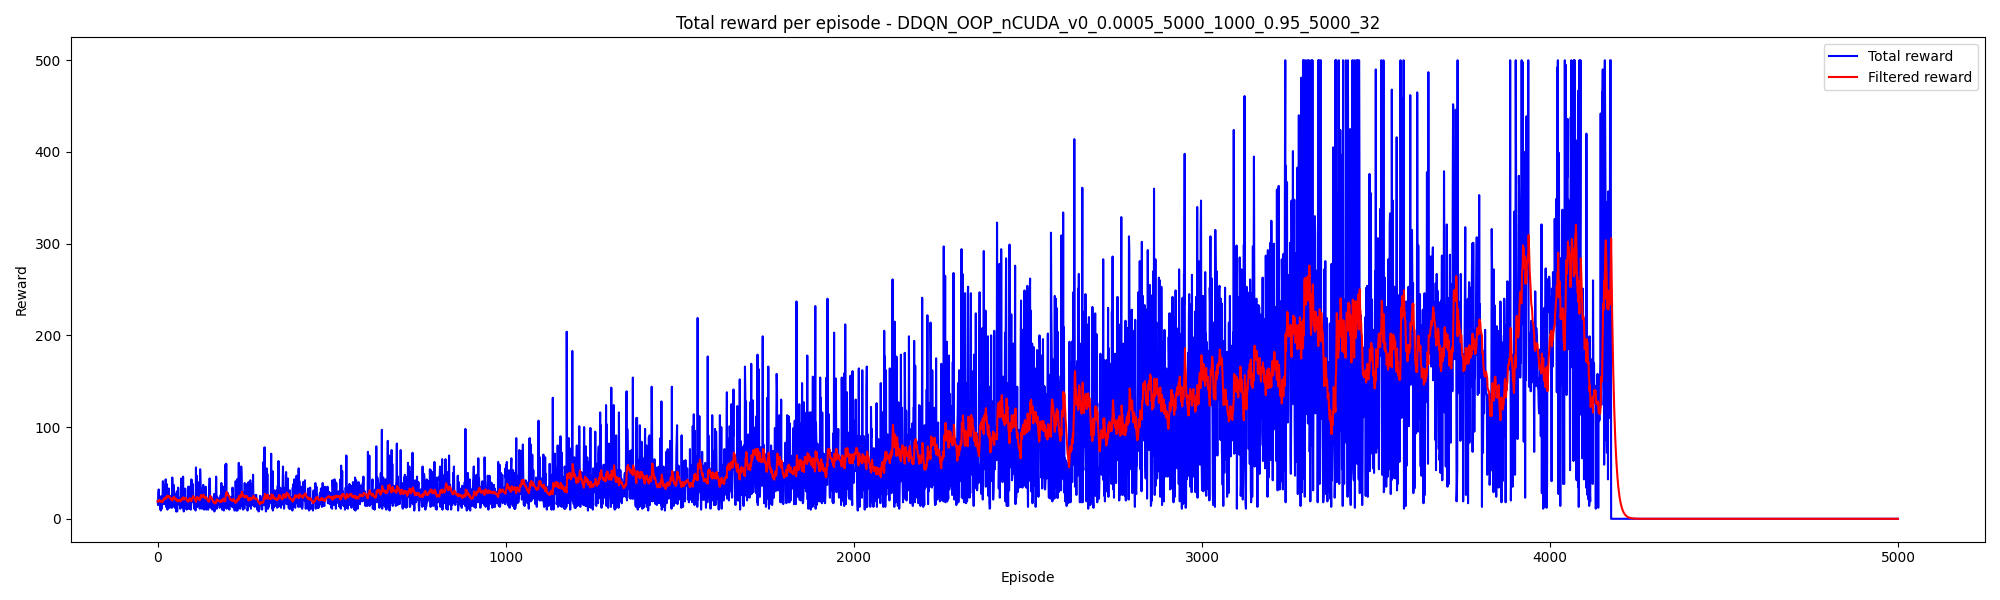 Total reward per episode - DDQN_OOP_nCUDA_v0_0.0005_5000_1000_0.95_5000_32
Total reward
Filtered reward
500
400
300
200
100
0
Reward
0 1000 2000 3000 4000 5000
Episode